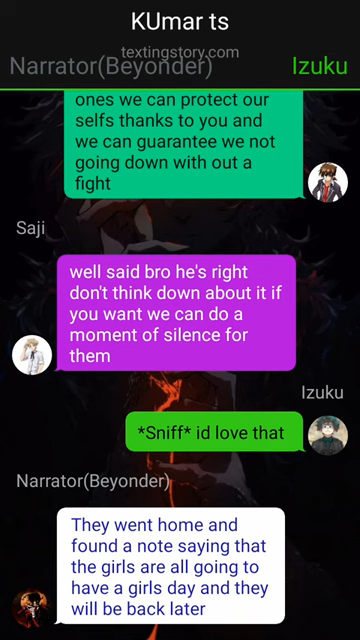 KUmar ts
textingstory.com
Narrator(Beyonder)
Izuku
ones we can protect our
selfs thanks to you and
we can guarantee we not
going down with out a
fight
Saji
well said bro he's right
don't think down about it if
you want we can do a
moment of silence for
them
Izuku
*Sniff* id love that
Narrator(Beyonder)
They went home and
found a note saying that
the girls are all going to
have a girls day and they
will be back later